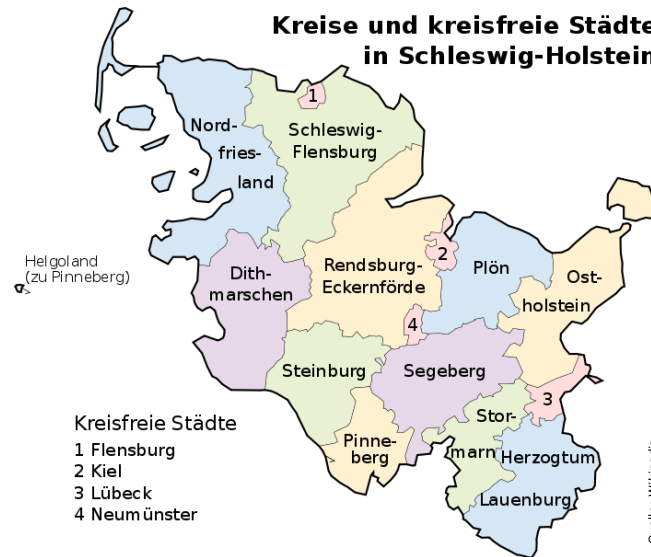 Kreise und kreisfreie Städte
in Schleswig-Holstein
1
Schleswig-
Flensburg
Nord-
fries-
land
Helgoland
(zu Pinneberg)
Dith-
marschen
Rendsburg-
Eckernförde
2
Plön
Ost-
holstein
4
Steinburg
Segeberg
3
Stor-
marn
Pinne-
berg
Herzogtum
Lauenburg
Kreisfreie Städte
1 Flensburg
2 Kiel
3 Lübeck
4 Neumünster